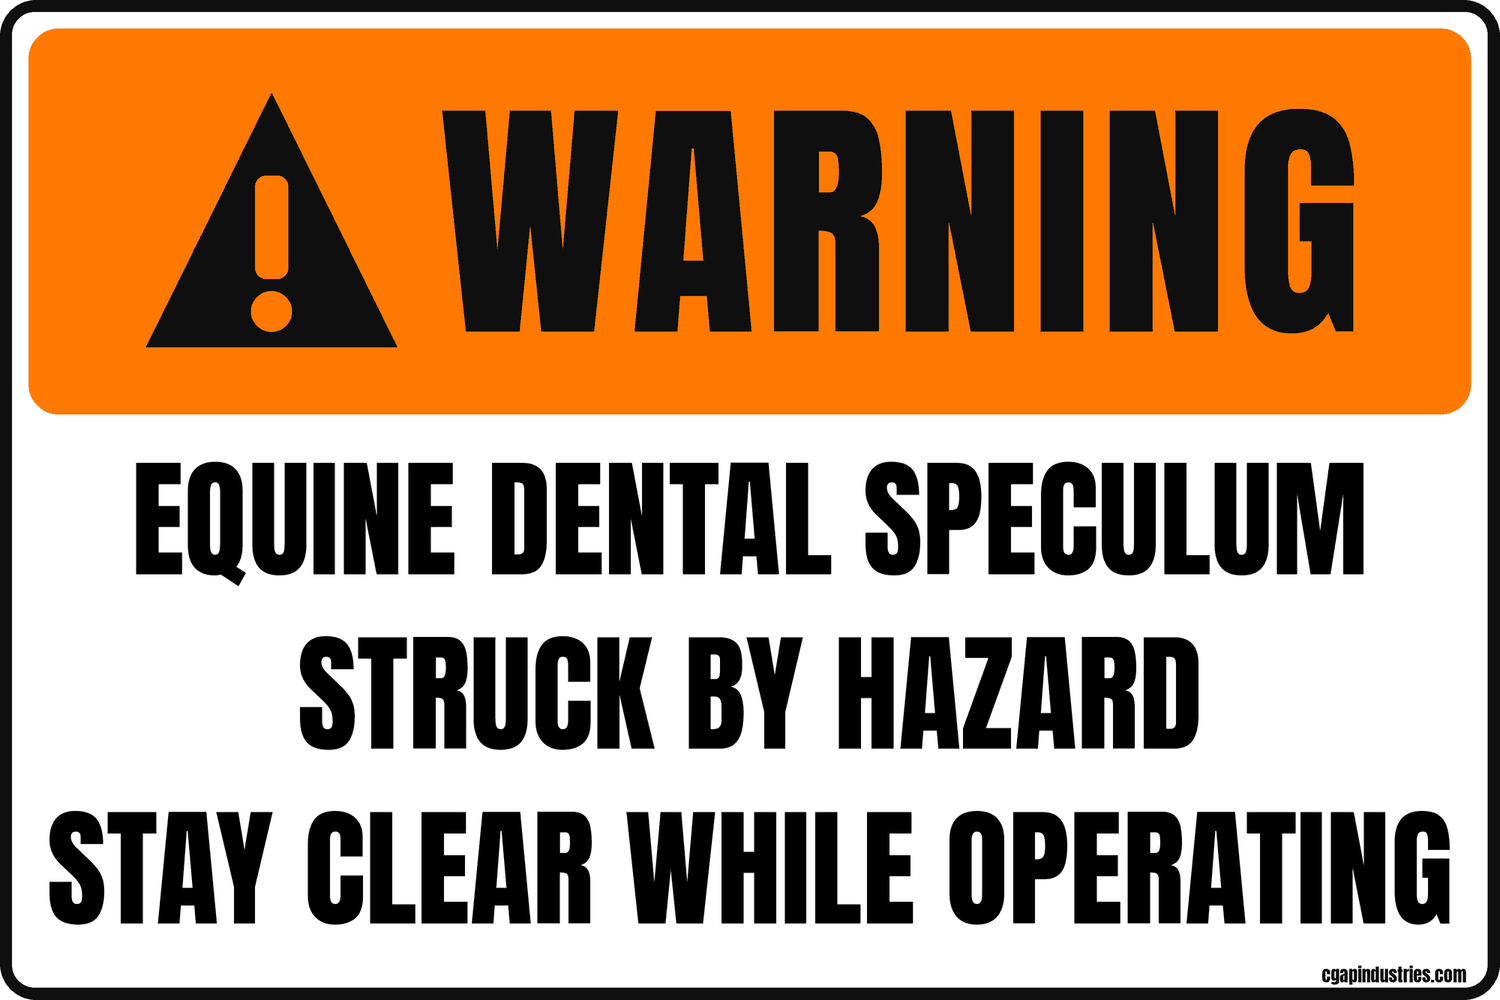 WARNING
EQUINE DENTAL SPECULUM
STRUCK BY HAZARD
STAY CLEAR WHILE OPERATING
cgapindustries.com